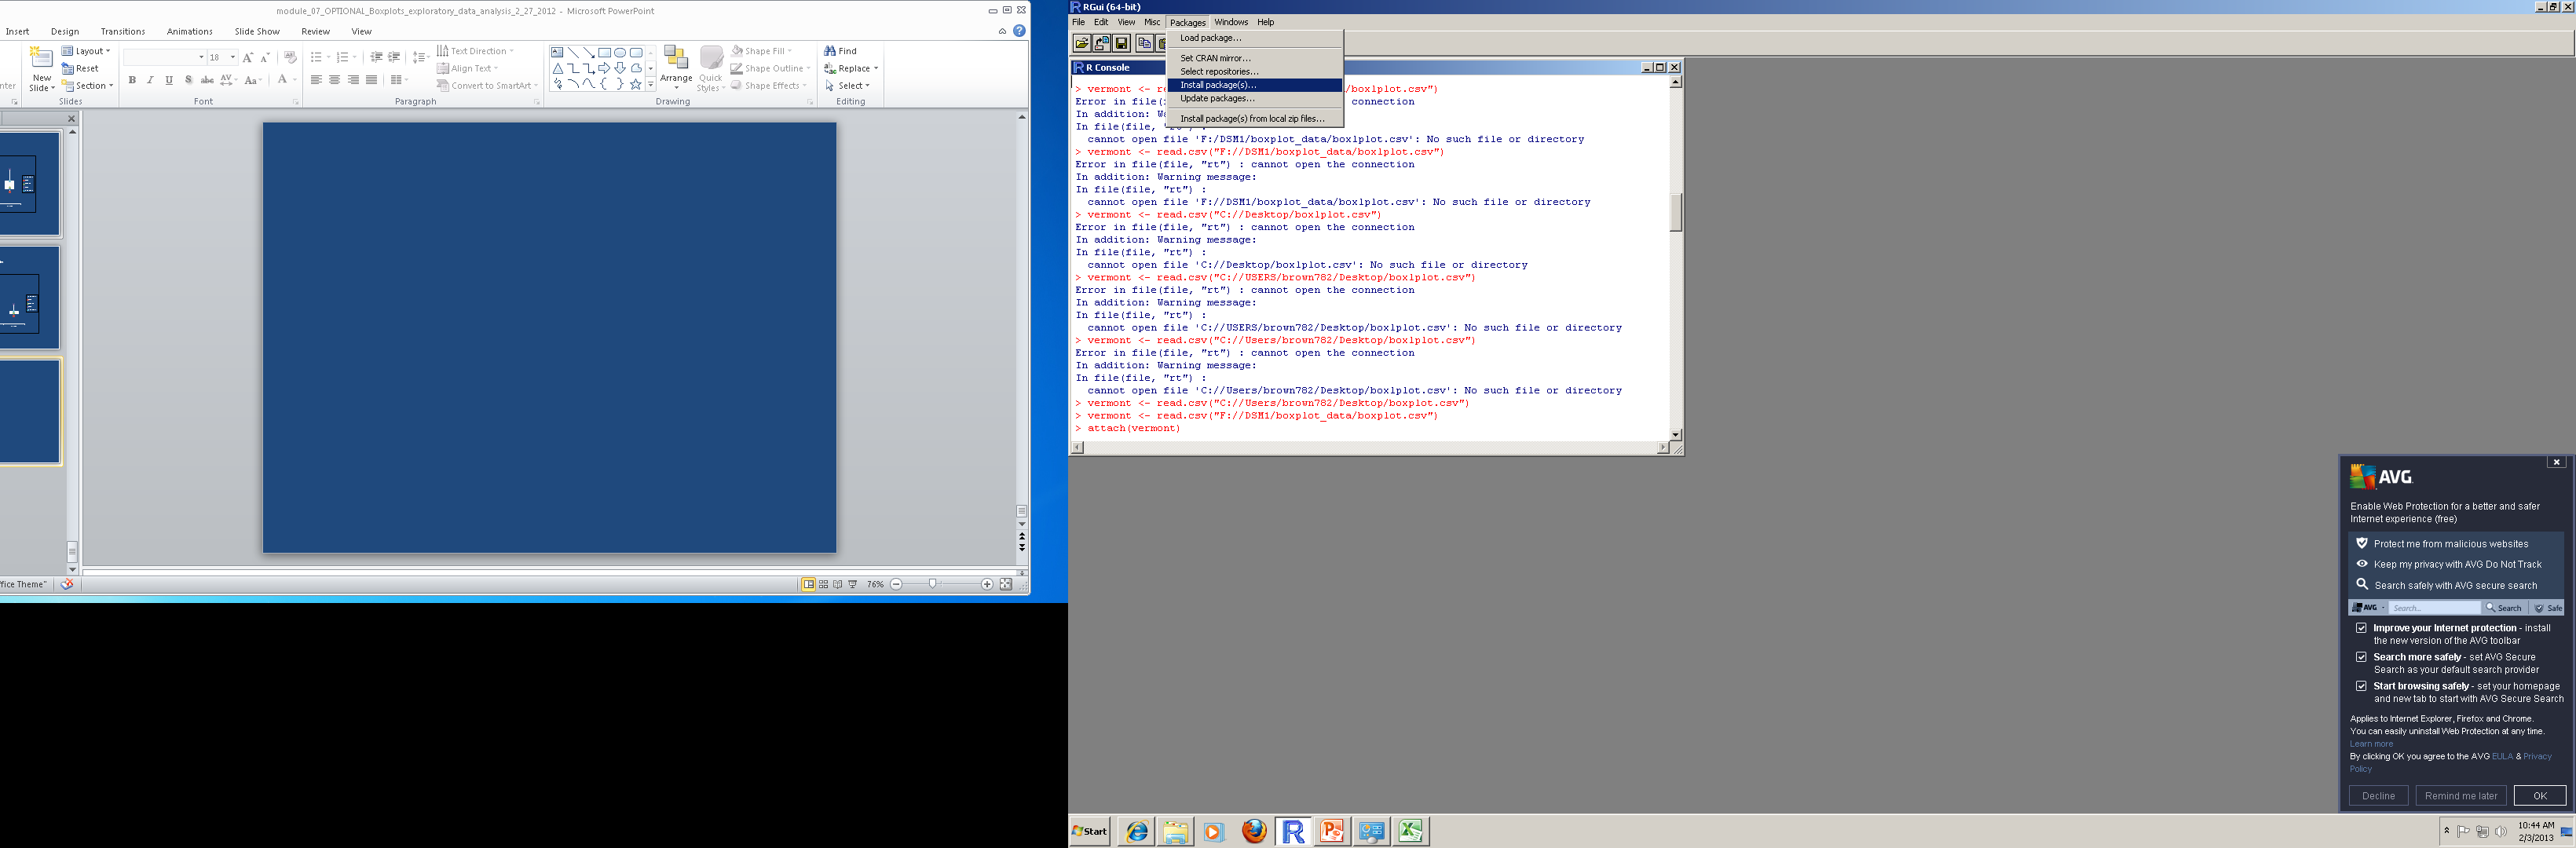 module_07_OPTIONAL_Boxplots_exploratory_data_analysis_2_27_2012 - Microsoft PowerPoint
Insert Design Transitions Animations Slide Show Review View
New Slide
Layout
Reset
Section
Slides
18
B I U S abc AV Aa A
Font
Text Direction
Align Text
Convert to SmartArt
Paragraph
Arrange
Quick Styles
Shape Fill
Shape Outline
Shape Effects
Drawing
Find
Replace
Select
Editing
ffice Theme"
76%
RGui (64-bit)
File Edit View Misc Packages Windows Help
Load package...
Set CRAN mirror...
Select repositories...
Install package(s)...
Update packages...
Install package(s) from local zip files...
R Console
> vermont <- re /boxlplot.csv")
Error in file( connection
In addition: Wa
In file(file, "rt") :
cannot open file 'F:/DSM1/boxplot_data/boxlplot.csv': No such file or directory
> vermont <- read.csv("F://DSM1/boxplot_data/boxlplot.csv")
Error in file(file, "rt") : cannot open the connection
In addition: Warning message:
In file(file, "rt") :
cannot open file 'F://DSM1/boxplot_data/boxlplot.csv': No such file or directory
> vermont <- read.csv("C://Desktop/boxlplot.csv")
Error in file(file, "rt") : cannot open the connection
In addition: Warning message:
In file(file, "rt") :
cannot open file 'C://Desktop/boxlplot.csv': No such file or directory
> vermont <- read.csv("C://USERS/brown782/Desktop/boxlplot.csv")
Error in file(file, "rt") : cannot open the connection
In addition: Warning message:
In file(file, "rt") :
cannot open file 'C://USERS/brown782/Desktop/boxlplot.csv': No such file or directory
> vermont <- read.csv("C://Users/brown782/Desktop/boxlplot.csv")
Error in file(file, "rt") : cannot open the connection
In addition: Warning message:
In file(file, "rt") :
cannot open file 'C://Users/brown782/Desktop/boxlplot.csv': No such file or directory
> vermont <- read.csv("C://Users/brown782/Desktop/boxplot.csv")
> vermont <- read.csv("F://DSM1/boxplot_data/boxplot.csv")
> attach(vermont)
AVG
Enable Web Protection for a better and safer
Internet experience (free)
Protect me from malicious websites
Keep my privacy with AVG Do Not Track
Search safely with AVG secure search
AVG Search... Search Safe
Improve your Internet protection - install
the new version of the AVG toolbar
Search more safely - set AVG Secure
Search as your default search provider
Start browsing safely - set your homepage
and new tab to start with AVG Secure Search
Applies to Internet Explorer, Firefox and Chrome.
You can easily uninstall Web Protection at any time.
Learn more
By clicking OK you agree to the AVG EULA & Privacy
Policy
Decline Remind me later OK
Start
10:44 AM
2/3/2013